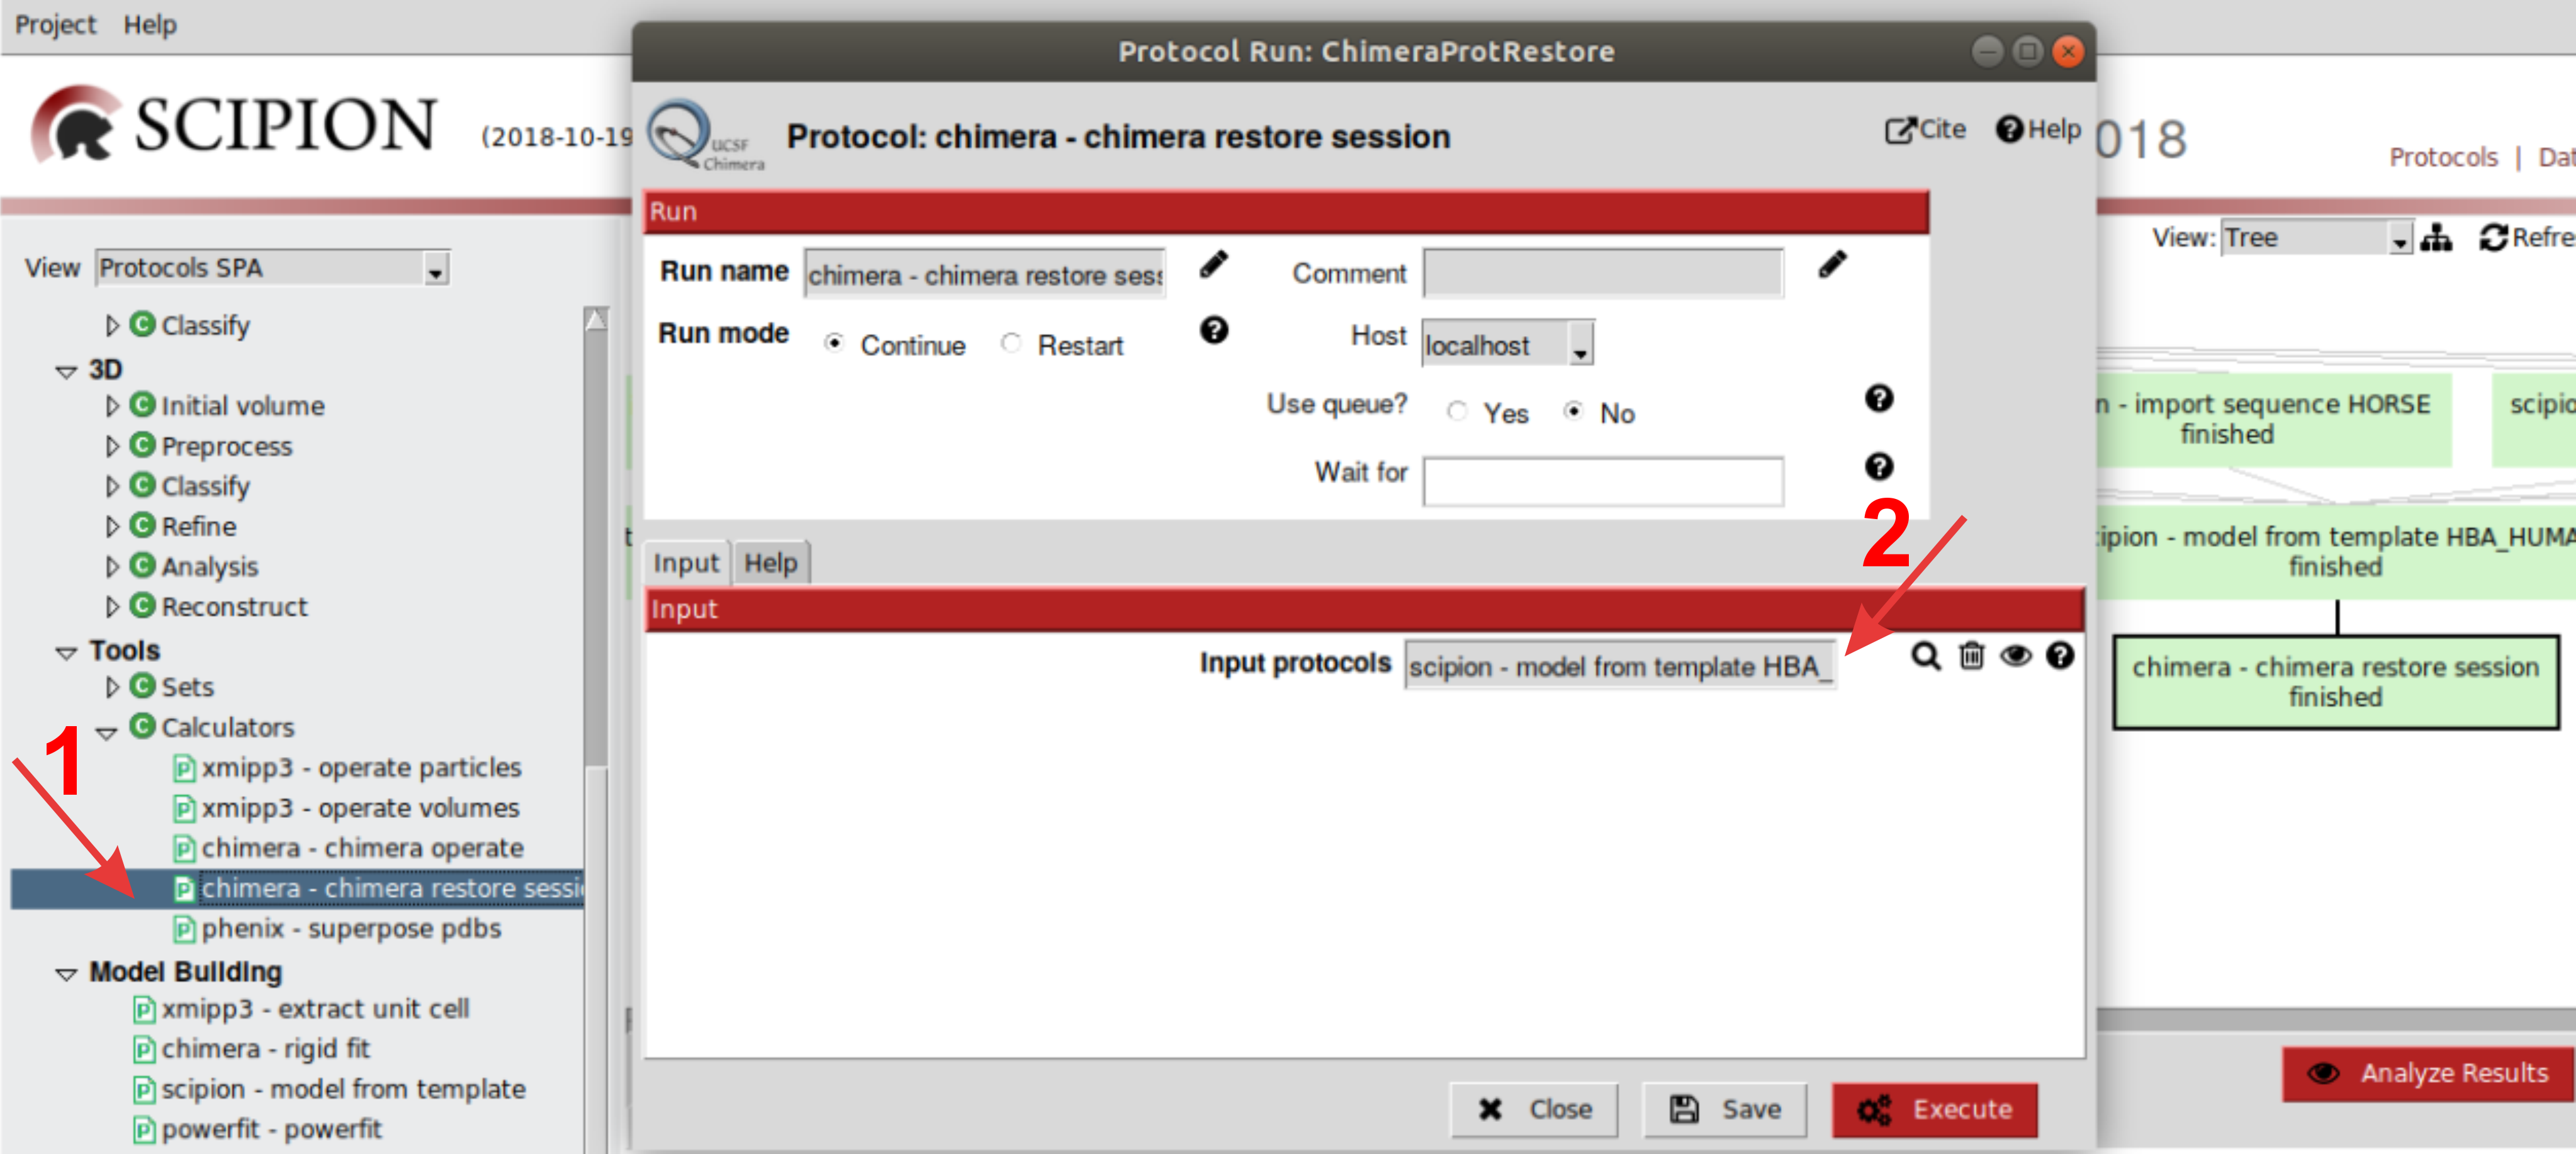 Project Help
Protocol Run: ChimeraProtRestore
SCIPION (2018-10-19
UCSF
Chimera
Protocol: chimera - chimera restore session
Cite Help
018
Protocols | Dat
Run
View Protocols SPA
Run name chimera - chimera restore sess
Comment
Run mode Continue Restart
Host localhost
Use queue? Yes No
Wait for
View: Tree Refre
Classify
3D
Initial volume
Preprocess
Classify
Refine
Analysis
Reconstruct
Tools
Sets
Calculators
xmipp3 - operate particles
xmipp3 - operate volumes
chimera - chimera operate
chimera - chimera restore sessi
phenix - superpose pdbs
Model Building
xmipp3 - extract unit cell
chimera - rigid fit
scipion - model from template
powerfit - powerfit
1
2
Input Help
Input
Input protocols scipion - model from template HBA_
n - import sequence HORSE
finished
scipio
ipion - model from template HBA_HUMA
finished
chimera - chimera restore session
finished
Close Save Execute
Analyze Results